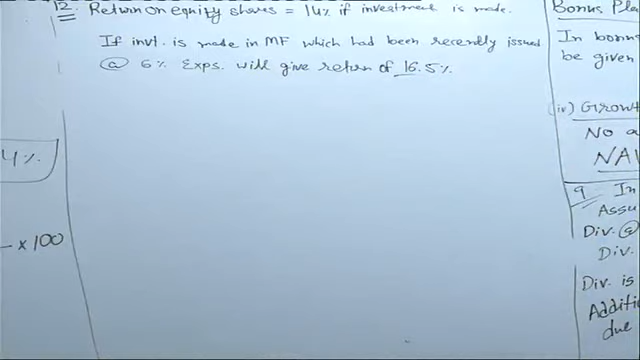 12. Return on equity shares = 14% if investment is made.
If invt. is made in MF which had been recently issued
@ 6% Exps. will give return of 16.5%.
4%.
- x 100
Bonus Pla
In bonus
be given
(iv) Growt
No a
NAV
9 In
Assu
Div. @
Div.
Div. is
Additi
due